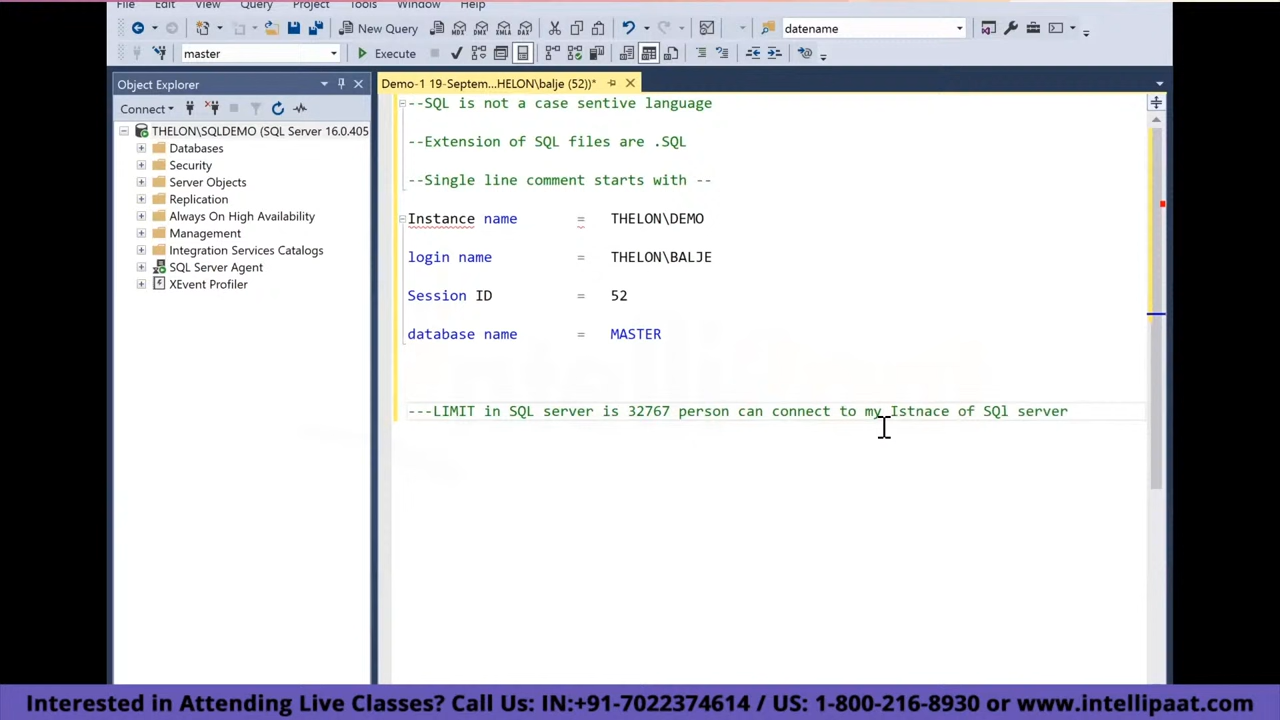 File Edit View Query Project Tools Window Help
New Query MDX DMX XMLA DAX datename
master Execute
Object Explorer
Demo-1 19-Septem...HELON\balje (52))*
Connect
THELON\SQLDEMO (SQL Server 16.0.405
Databases
Security
Server Objects
Replication
Always On High Availability
Management
Integration Services Catalogs
SQL Server Agent
XEvent Profiler
--SQL is not a case sentive language
--Extension of SQL files are .SQL
--Single line comment starts with --
Instance name = THELON\DEMO
login name = THELON\BALJE
Session ID = 52
database name = MASTER
---LIMIT in SQL server is 32767 person can connect to my Istnace of SQl server
Interested in Attending Live Classes? Call Us: IN:+91-7022374614 / US: 1-800-216-8930 or www.intellipaat.com